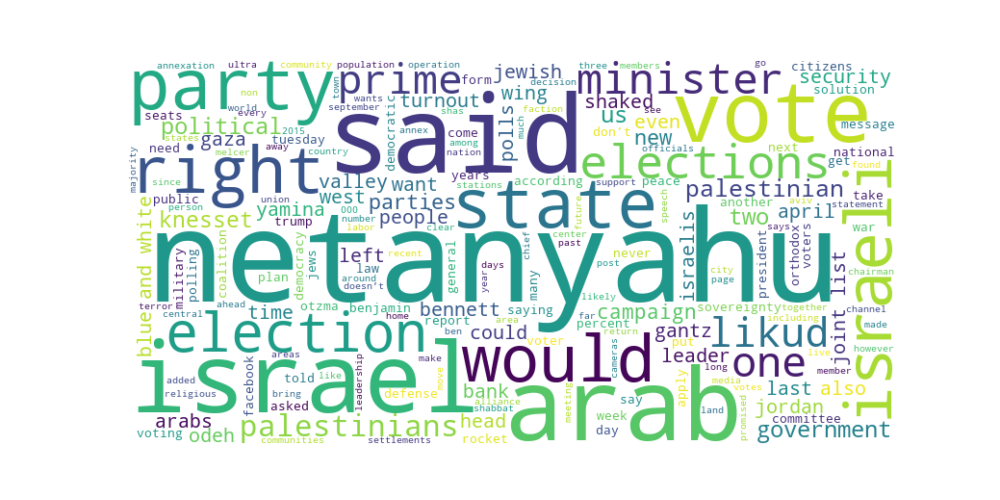 annexation ultra population operation three members go citizens
party prime minister vote
community decision jewish security
non form wing shaked solution
town wants shas faction us
world every september said polls even message
seats 2015 annex turnout much don't see
political democratic officials
need gaza tuesday come new national
states melcer country among elections next get
majority right away nation israeli found
since valley years according peace palestinian take
public want stations support another aviv statement
person union 000 west parties state future speech two april war
knesset yamina number people center israelis says
trump labor clear past never president orthodox voters
blue and white military polling coalition democracy jews left law general
days post city page list chairman
netanyahu
plan around doesn't year chief many likely
terror ahead otzma benjamin saying far sovereignty together channel
central time home bennett area campaign including
report ben return percent put joint made
election recent could cameras gantz likud however
areas make voter leader long live
added told like move would media one member
religious facebook bring leadership defense alliance bank say apply votes last also
israel asked shabbat meeting land promised jordan
arabs head week arab committee
voting odeh palestinians rocket day government
communities settlements